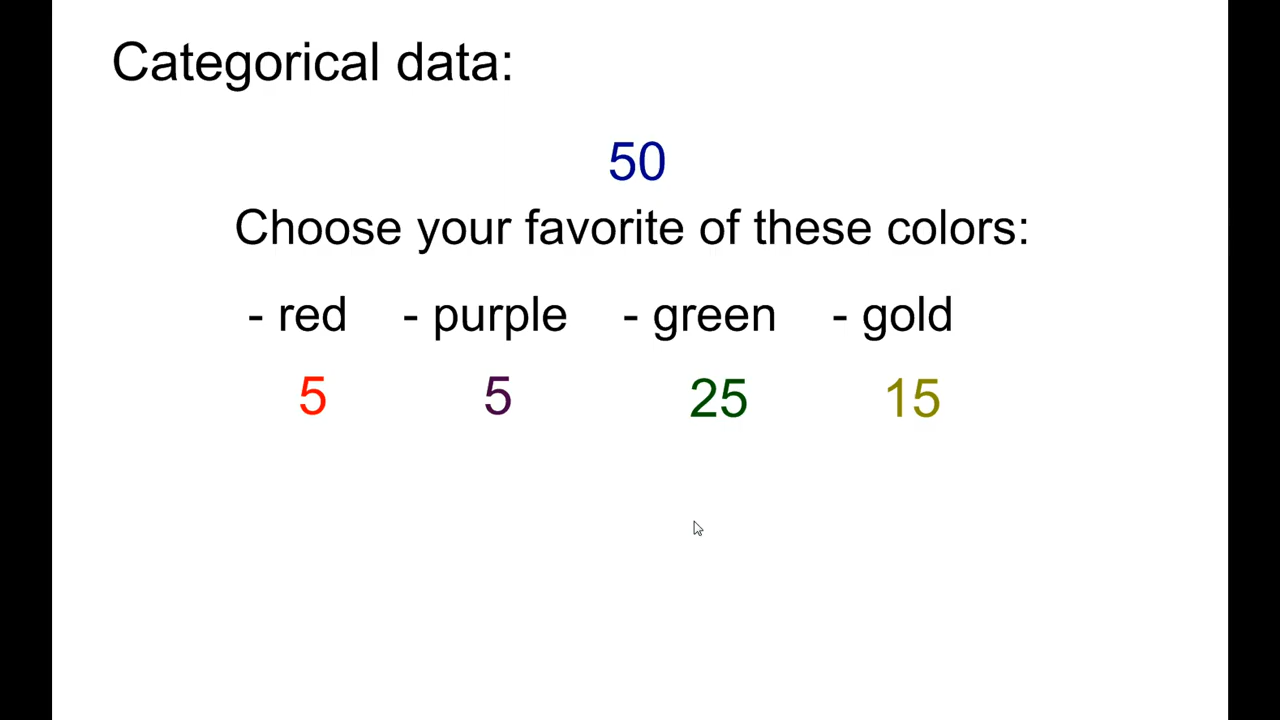 Categorical data:
50
Choose your favorite of these colors:
- red - purple - green - gold
5 5 25 15